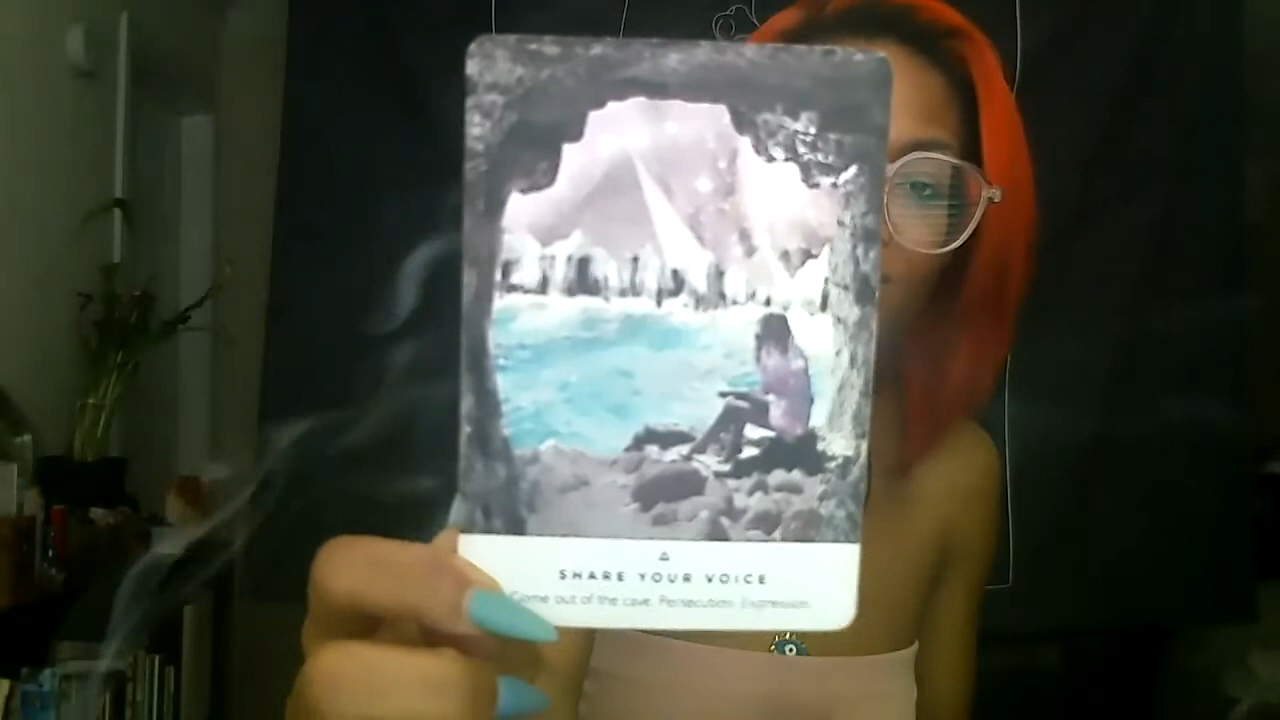 SHARE YOUR VOICE
Come out of the cave. Persecution. Expression.